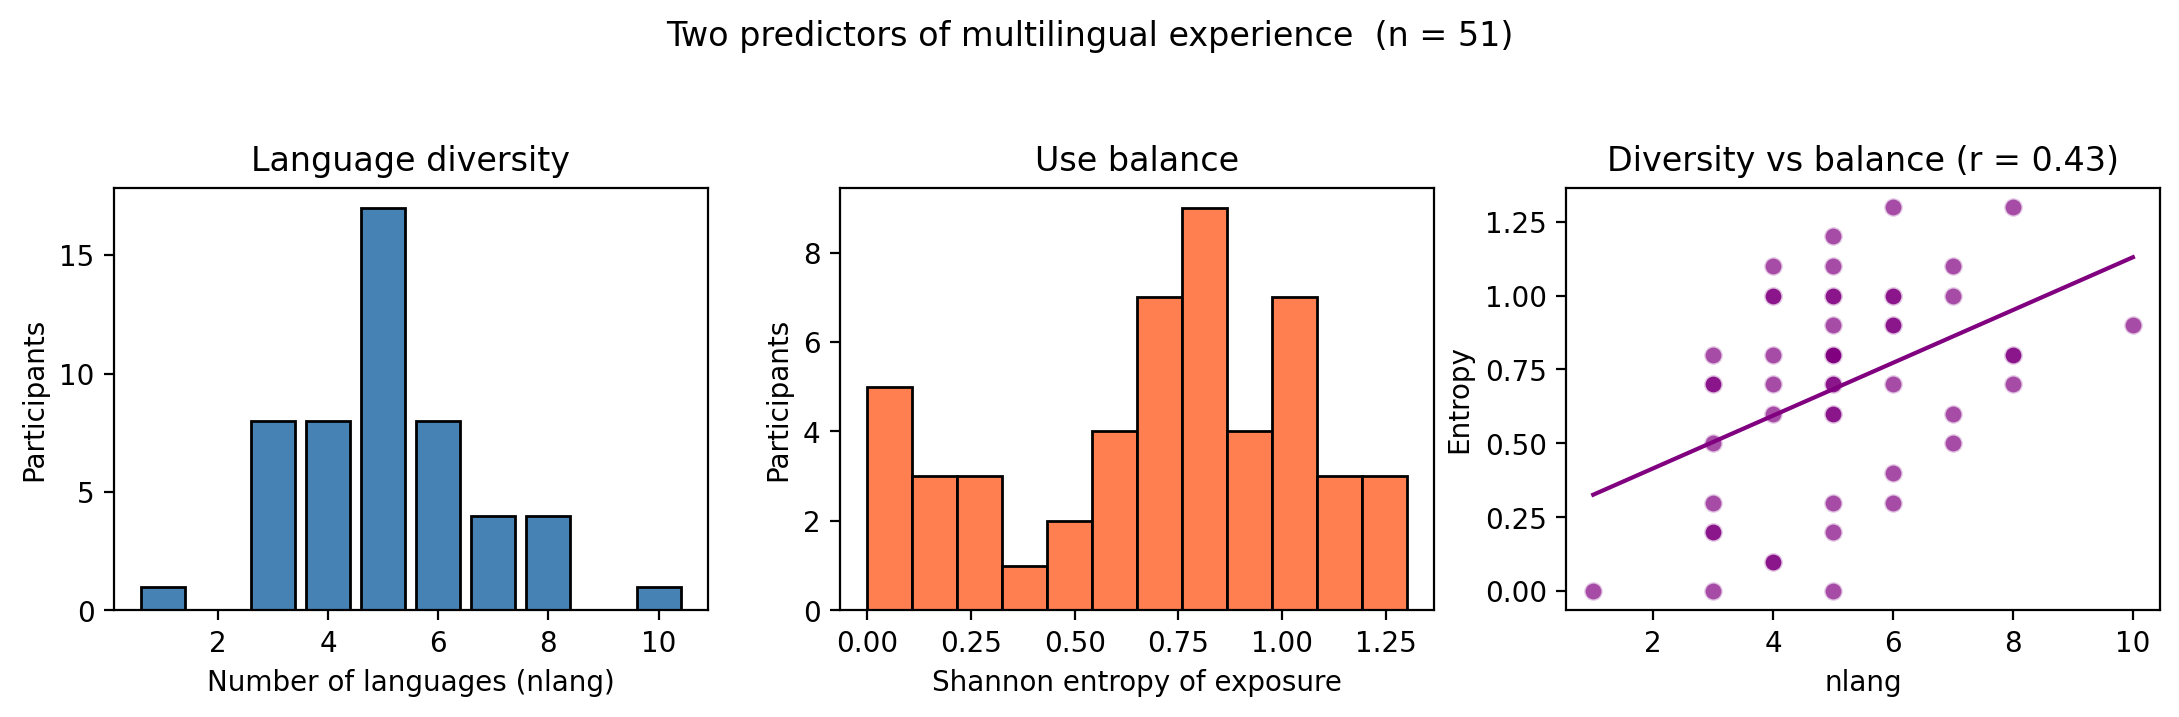 Two predictors of multilingual experience (n = 51)
Language diversity
Participants
15
10
5
0
2 4 6 8 10
Number of languages (nlang)
Use balance
Participants
8
6
4
2
0
0.00 0.25 0.50 0.75 1.00 1.25
Shannon entropy of exposure
Diversity vs balance (r = 0.43)
Entropy
1.25
1.00
0.75
0.50
0.25
0.00
2 4 6 8 10
nlang